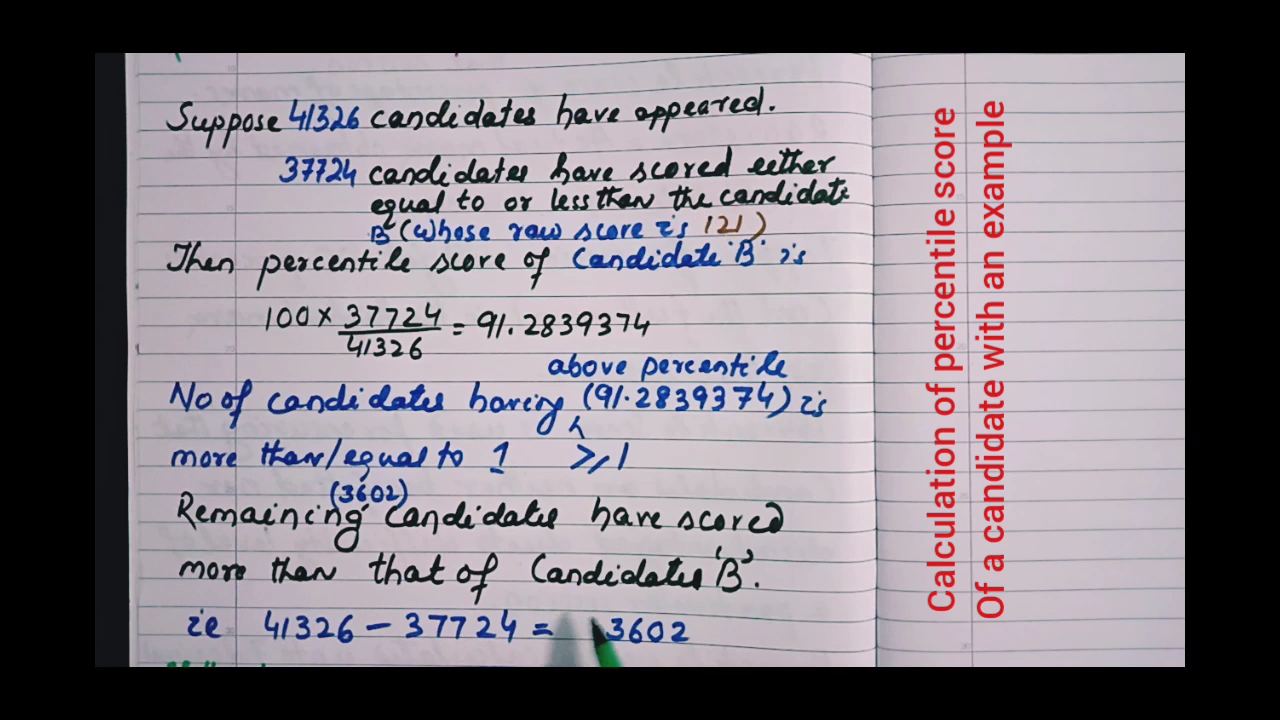 Suppose 41326 candidates have appeared.
37724 candidates have scored either
equal to or less than the candidate
B (whose raw score is 121)
Then percentile score of Candidate 'B' is
100 × 37724 / 41326 = 91.2839374
above percentile
No of candidates having (91.2839374) is
more than/equal to 1 ≥ 1
(3602)
Remaining candidates have scored
more than that of Candidates 'B'.
ie 41326 - 37724 = 3602
Calculation of percentile score
Of a candidate with an example